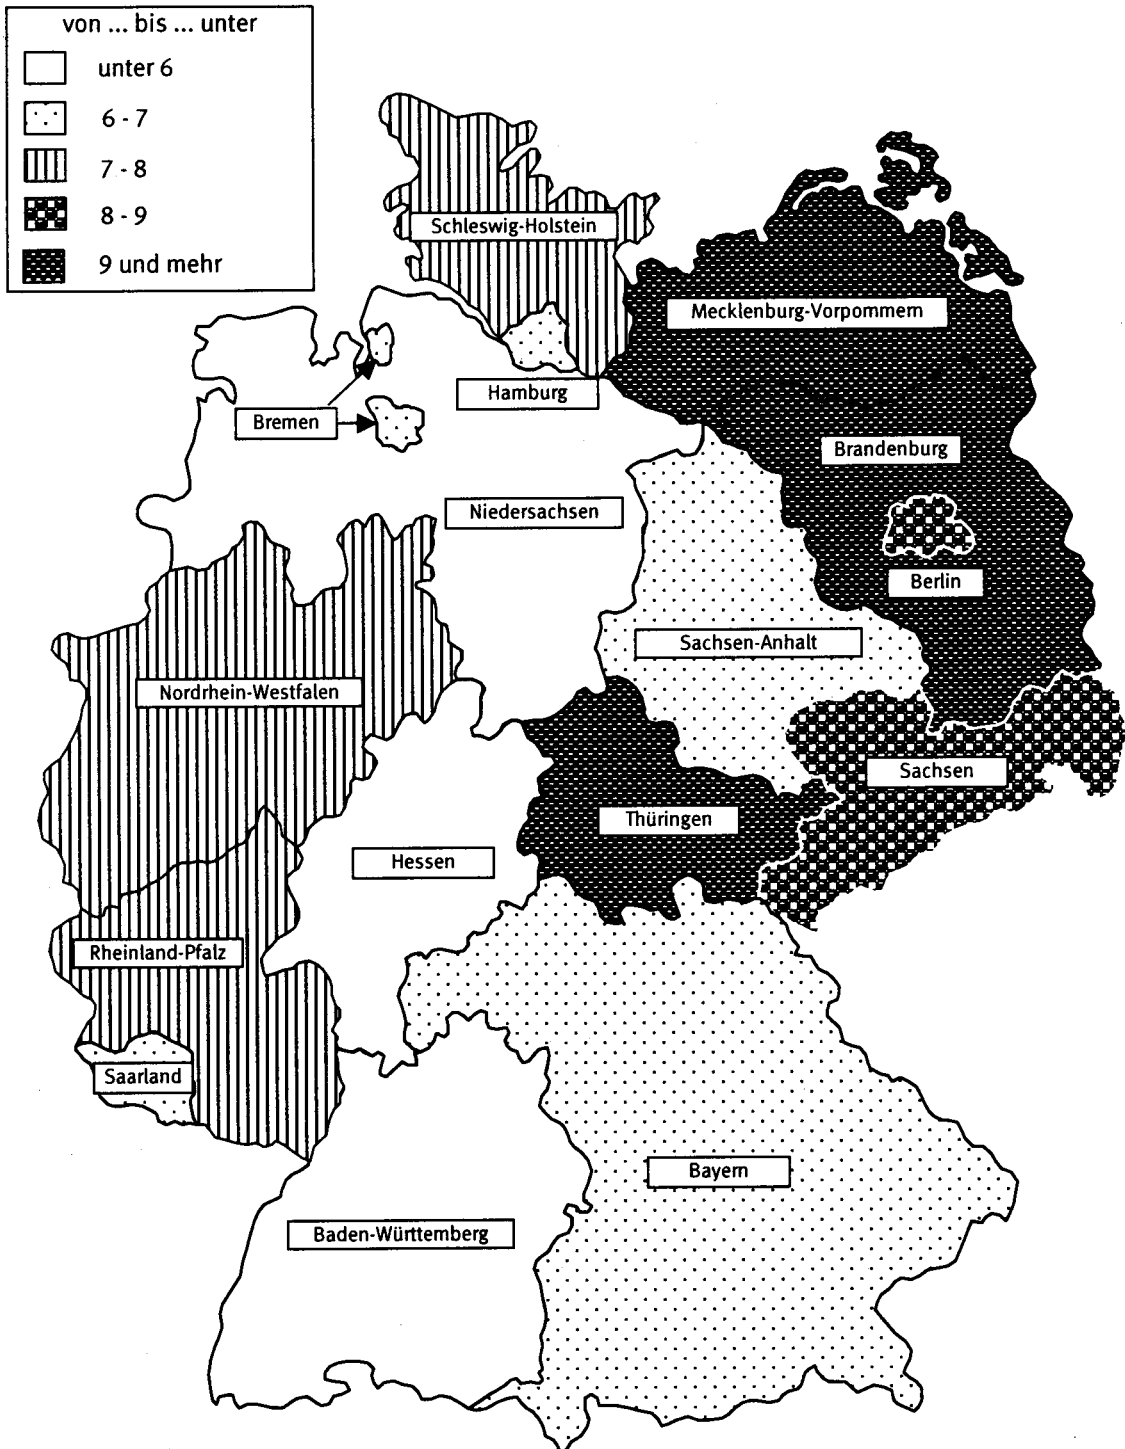 von ... bis ... unter
unter 6
6 - 7
7 - 8
8 - 9
9 und mehr
Schleswig-Holstein
Mecklenburg-Vorpommern
Hamburg
Bremen
Brandenburg
Niedersachsen
Berlin
Sachsen-Anhalt
Nordrhein-Westfalen
Sachsen
Thüringen
Hessen
Rheinland-Pfalz
Saarland
Bayern
Baden-Württemberg